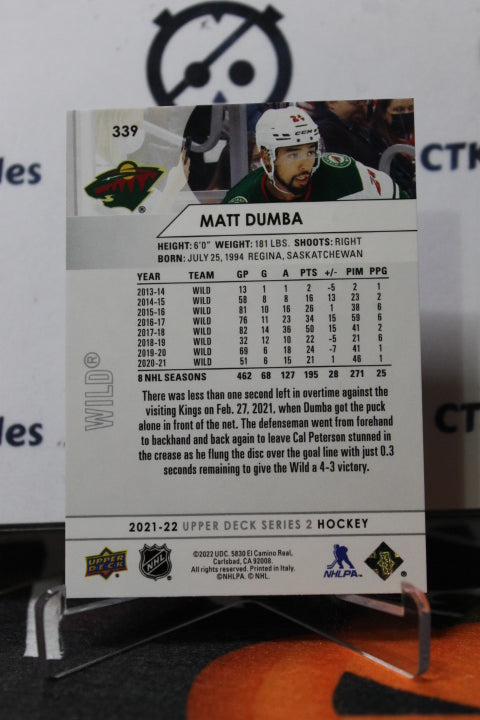 339
24
CCM
24
bles
CTK
bles
CTK
®
MATT DUMBA
HEIGHT: 6'0" WEIGHT: 181 LBS. SHOOTS: RIGHT
BORN: JULY 25, 1994 REGINA, SASKATCHEWAN
YEAR TEAM GP G A PTS +/- PIM PPG
2013-14 WILD 13 1 1 2 -5 2 1
2014-15 WILD 58 8 8 16 13 23 2
2015-16 WILD 81 10 16 26 1 38 6
2016-17 WILD 76 11 23 34 15 59 6
2017-18 WILD 82 14 36 50 15 41 2
2018-19 WILD 32 12 10 22 -5 21 6
2019-20 WILD 69 6 18 24 -7 41 1
2020-21 WILD 51 6 15 21 1 46 1
8 NHL SEASONS 462 68 127 195 28 271 25
WILD®
There was less than one second left in overtime against the
visiting Kings on Feb. 27, 2021, when Dumba got the puck
alone in front of the net. The defenseman went from forehand
to backhand and back again to leave Cal Peterson stunned in
the crease as he flung the disc over the goal line with just 0.3
seconds remaining to give the Wild a 4-3 victory.
2021-22 UPPER DECK SERIES 2 HOCKEY
UPPER DECK
NHL
©2022 UDC. 5830 El Camino Real,
Carlsbad, CA 92008.
All rights reserved. Printed in Italy.
©NHLPA. © NHL.
NHLPA